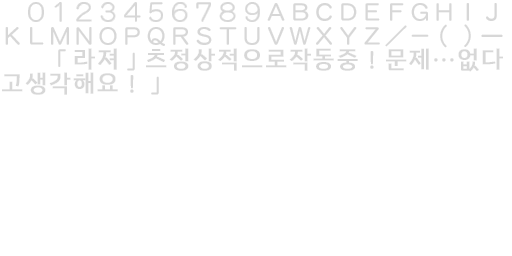 ０１２３４５６７８９ＡＢＣＤＥＦＧＨＩＪ
ＫＬＭＮＯＰＱＲＳＴＵＶＷＸＹＺ／－（ ）―
「라져」츠정상적으로작동중！문제…없다
고생각해요！」